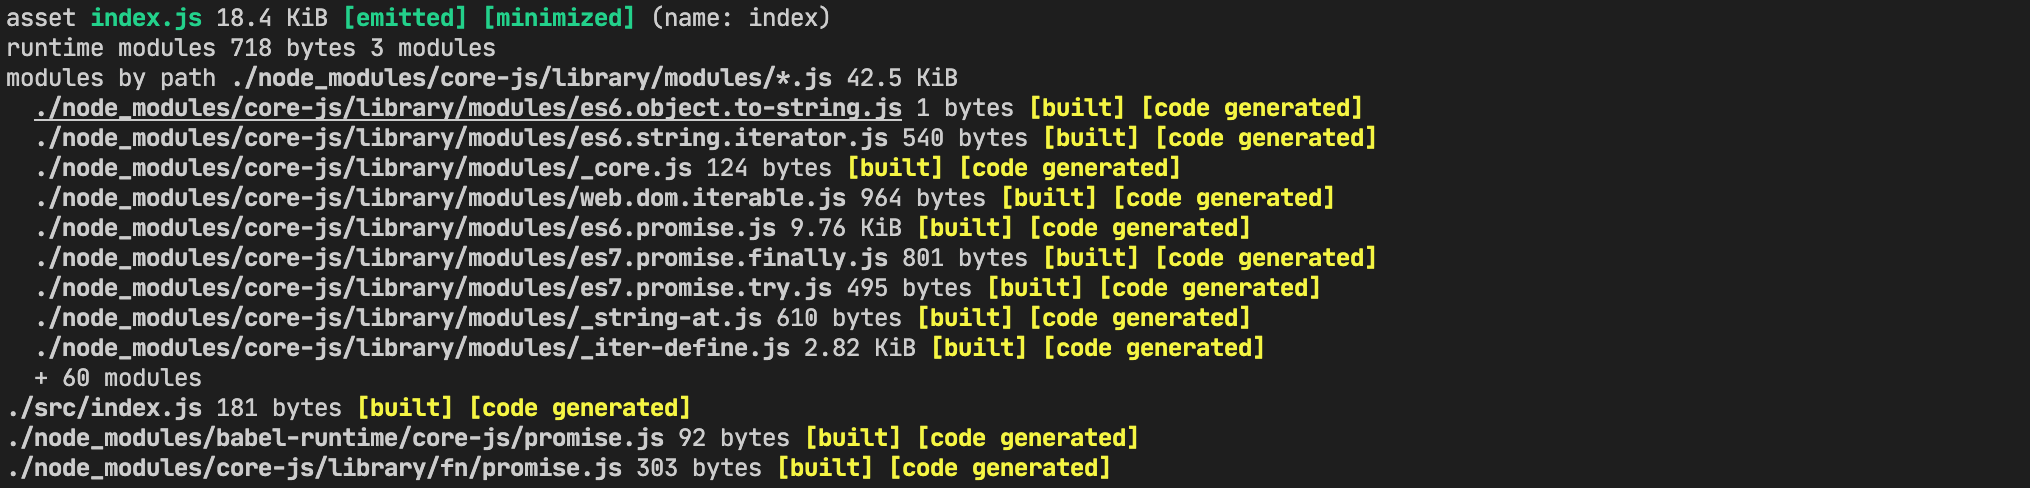 asset index.js 18.4 KiB [emitted] [minimized] (name: index)
runtime modules 718 bytes 3 modules
modules by path ./node_modules/core-js/library/modules/*.js 42.5 KiB
./node_modules/core-js/library/modules/es6.object.to-string.js 1 bytes [built] [code generated]
./node_modules/core-js/library/modules/es6.string.iterator.js 540 bytes [built] [code generated]
./node_modules/core-js/library/modules/_core.js 124 bytes [built] [code generated]
./node_modules/core-js/library/modules/web.dom.iterable.js 964 bytes [built] [code generated]
./node_modules/core-js/library/modules/es6.promise.js 9.76 KiB [built] [code generated]
./node_modules/core-js/library/modules/es7.promise.finally.js 801 bytes [built] [code generated]
./node_modules/core-js/library/modules/es7.promise.try.js 495 bytes [built] [code generated]
./node_modules/core-js/library/modules/_string-at.js 610 bytes [built] [code generated]
./node_modules/core-js/library/modules/_iter-define.js 2.82 KiB [built] [code generated]
+ 60 modules
./src/index.js 181 bytes [built] [code generated]
./node_modules/babel-runtime/core-js/promise.js 92 bytes [built] [code generated]
./node_modules/core-js/library/fn/promise.js 303 bytes [built] [code generated]